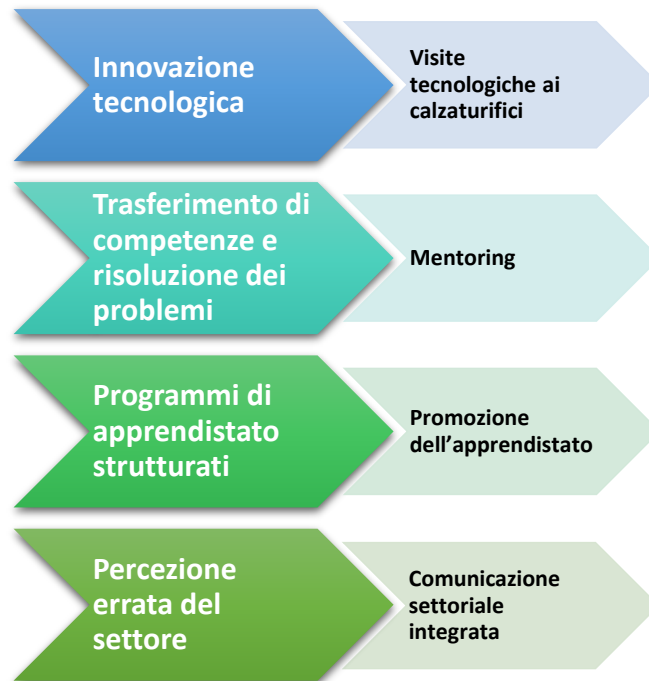 Innovazione
tecnologica
Visite
tecnologiche ai
calzaturifici
Trasferimento di
competenze e
risoluzione dei
problemi
Mentoring
Programmi di
apprendistato
strutturati
Promozione
dell’apprendistato
Percezione
errata del
settore
Comunicazione
settoriale
integrata